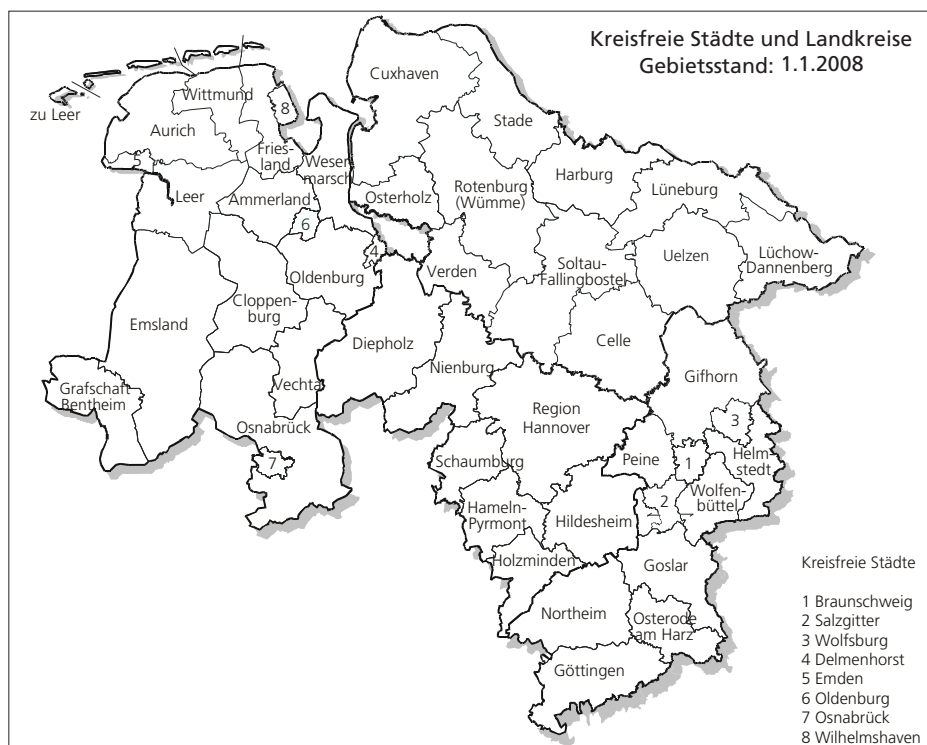 Kreisfreie Städte und Landkreise
Gebietsstand: 1.1.2008
zu Leer
Wittmund
Aurich
8
5
Fries-
land
Weser-
marsch
Leer
Ammerland
6
Cuxhaven
Stade
Osterholz
Rotenburg
(Wümme)
Harburg
Lüneburg
4
Oldenburg
Verden
Soltau-
Fallingbostel
Uelzen
Lüchow-
Dannenberg
Emsland
Cloppen-
burg
Diepholz
Celle
Grafschaft
Bentheim
Vechta
Nienburg
Gifhorn
Osnabrück
7
Region
Hannover
3
Schaumburg
Peine
1
Helm-
stedt
Hameln-
Pyrmont
Hildesheim
2
Wolfen-
büttel
Holzminden
Goslar
Northeim
Osterode
am Harz
Göttingen
Kreisfreie Städte
1 Braunschweig
2 Salzgitter
3 Wolfsburg
4 Delmenhorst
5 Emden
6 Oldenburg
7 Osnabrück
8 Wilhelmshaven